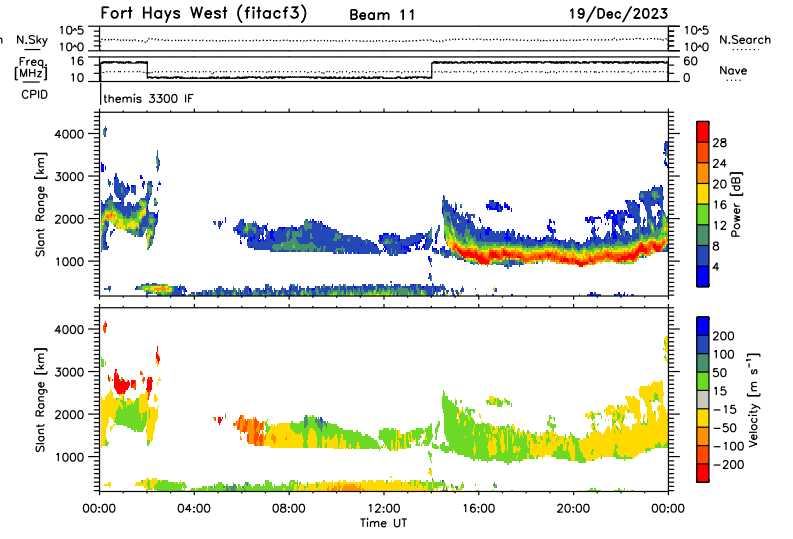 Fort Hays West (fitacf3) Beam 11 19/Dec/2023
n N.Sky 10^5 10^5 N.Search
10^0 10^0
Freq. 16 60 Nave
[MHz] 10 0
CPID
themis 3300 IF
4000
3000
2000
1000
Slant Range [km]
28
24
20
16
12
8
4
Power [dB]
4000
3000
2000
1000
Slant Range [km]
200
100
50
15
-15
-50
-100
-200
Velocity [m s^-1]
00:00 04:00 08:00 12:00 16:00 20:00 00:00
Time UT